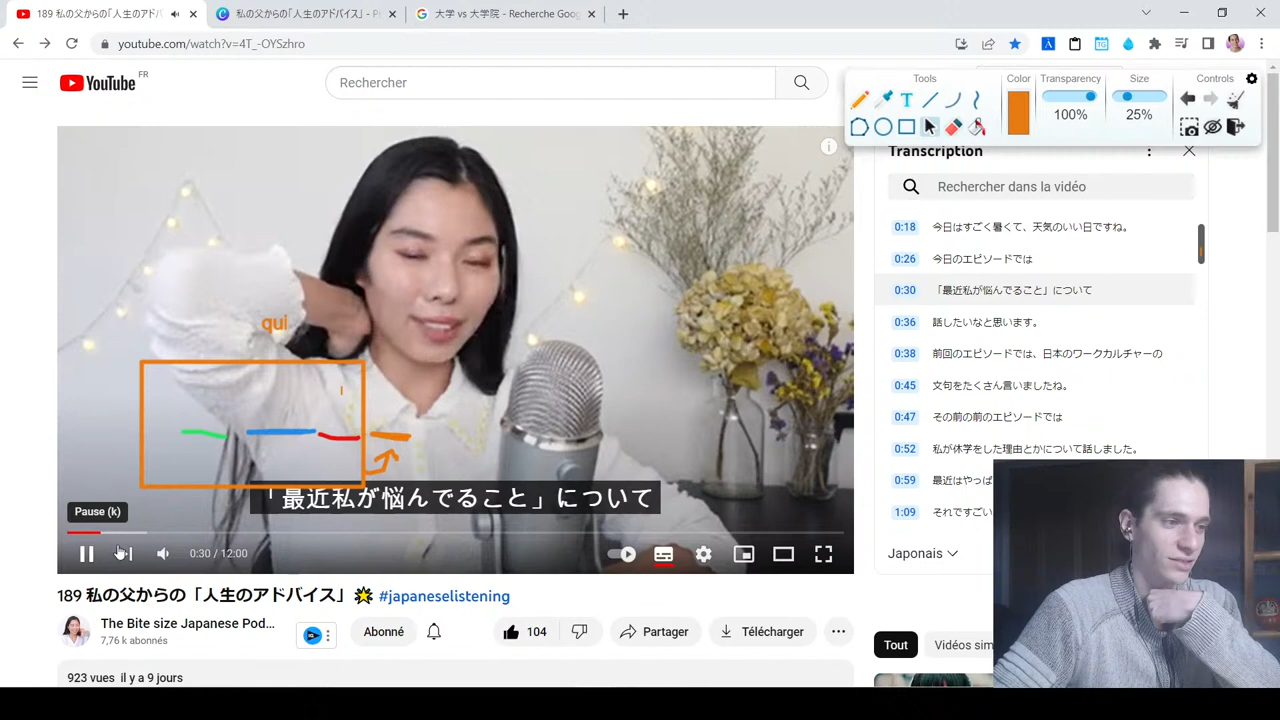 189 私の父からの「人生のアドバ
私の父からの「人生のアドバイス」 - P
大学 vs 大学院 - Recherche Goog
youtube.com/watch?v=4T_-OYSzhro
YouTube FR
Rechercher
Tools
Color
Transparency
Size
Controls
100%
25%
Transcription
Rechercher dans la vidéo
0:18 今日はすごく暑くて、天気のいい日ですね。
0:26 今日のエピソードでは
0:30 「最近私が悩んでること」について
0:36 話したいなと思います。
0:38 前回のエピソードでは、日本のワークカルチャーの
0:45 文句をたくさん言いましたね。
0:47 その前の前のエピソードでは
0:52 私が休学をした理由とかについて話しました。
0:59 最近はやっぱ
1:09 それですごい
Japonais
qui
「最近私が悩んでること」について
Pause (k)
0:30 / 12:00
189 私の父からの「人生のアドバイス」🌟 #japaneselistening
The Bite size Japanese Pod...
7,76 k abonnés
Abonné
104
Partager
Télécharger
Tout
Vidéos sim
923 vues il y a 9 jours